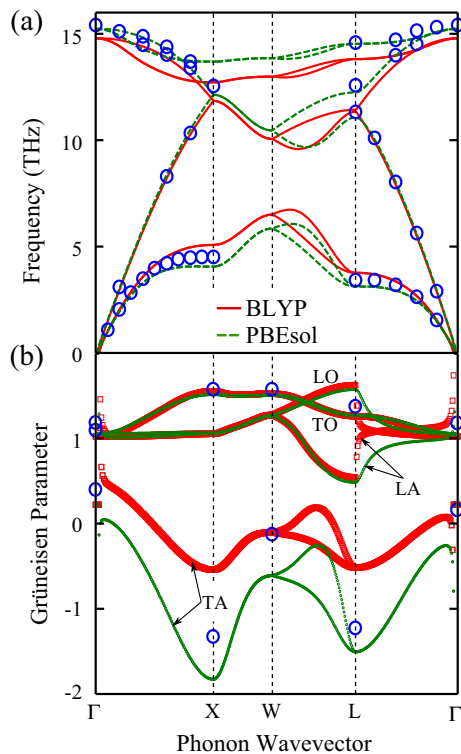 (a)
15
10
5
0
Frequency (THz)
BLYP
PBEsol
(b)
1
0
-1
-2
Grüneisen Parameter
LO
TO
LA
TA
Γ X W L Γ
Phonon Wavevector